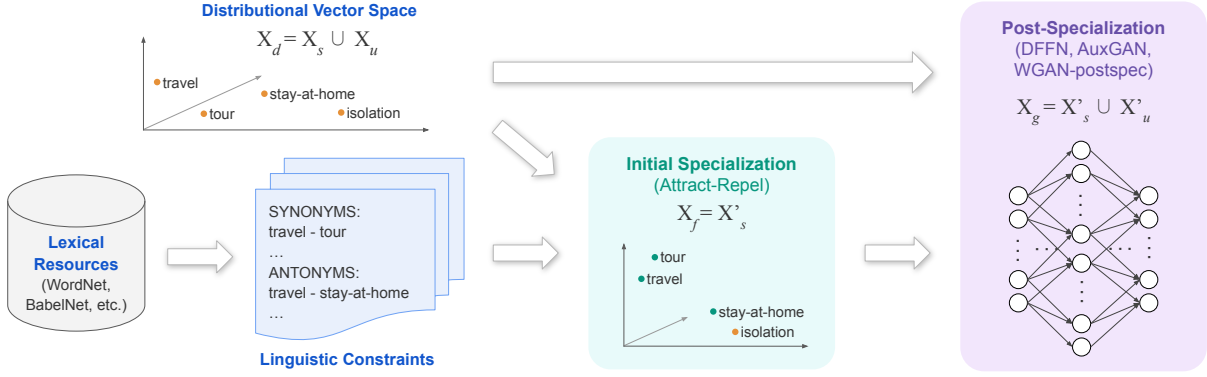 Distributional Vector Space
X_d = X_s ∪ X_u
travel
tour
stay-at-home
isolation
Lexical
Resources
(WordNet,
BabelNet, etc.)
SYNONYMS:
travel - tour
...
ANTONYMS:
travel - stay-at-home
...
Linguistic Constraints
Initial Specialization
(Attract-Repel)
X_f = X'_s
tour
travel
stay-at-home
isolation
Post-Specialization
(DFFN, AuxGAN,
WGAN-postspec)
X_g = X'_s ∪ X'_u